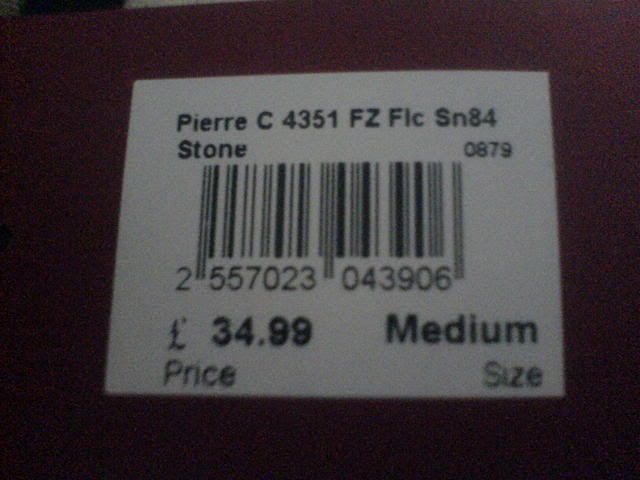 Pierre C 4351 FZ Flc Sn84
Stone 0879
2 557023 043906
£ 34.99 Medium
Price Size